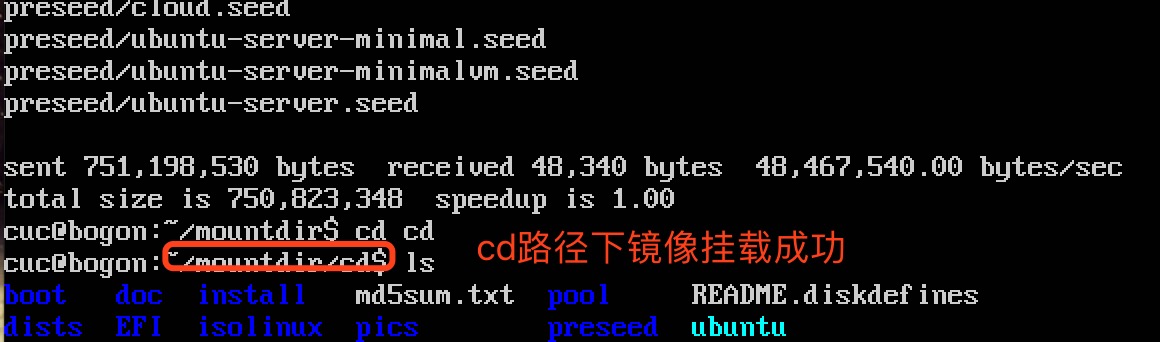 preseed/cloud.seed
preseed/ubuntu-server-minimal.seed
preseed/ubuntu-server-minimalvm.seed
preseed/ubuntu-server.seed
sent 751,198,530 bytes  received 48,340 bytes  48,467,540.00 bytes/sec
total size is 750,823,348  speedup is 1.00
cuc@bogon:~/mountdir$ cd cd
cd路径下镜像挂载成功
cuc@bogon:~/mountdir/cd$ ls
boot  doc  install  md5sum.txt  pool  README.diskdefines
dists  EFI  isolinux  pics  preseed  ubuntu